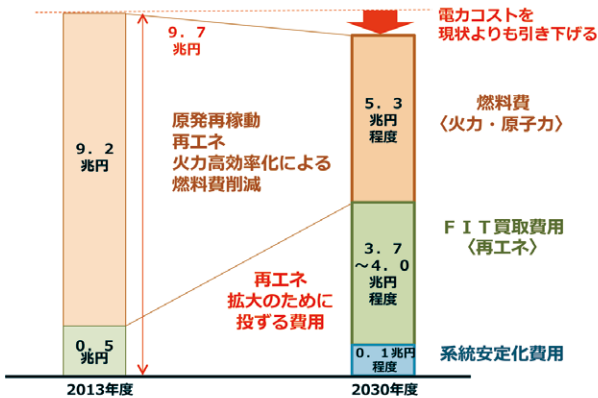 電力コストを
現状よりも引き下げる
9.7
兆円
5.3
兆円
程度
燃料費
〈火力・原子力〉
原発再稼動
再エネ
火力高効率化による
燃料費削減
9.2
兆円
3.7
～4.0
兆円
程度
FIT買取費用
〈再エネ〉
再エネ
拡大のために
投ずる費用
0.5
兆円
0.1兆円
程度
系統安定化費用
2013年度
2030年度